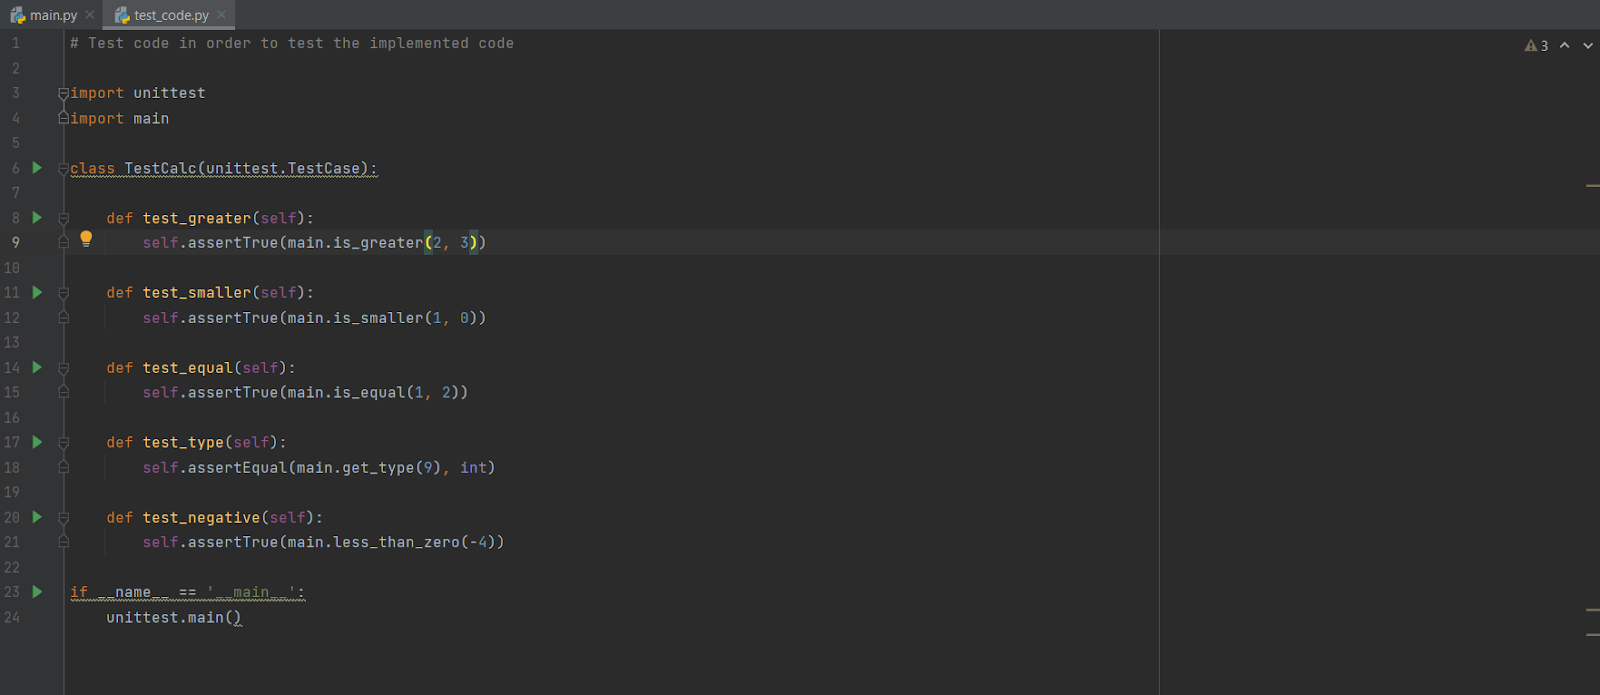 main.py test_code.py
1 # Test code in order to test the implemented code
3
2
3 import unittest
4 import main
5
6 class TestCalc(unittest.TestCase):
7
8     def test_greater(self):
9         self.assertTrue(main.is_greater(2, 3))
10
11     def test_smaller(self):
12         self.assertTrue(main.is_smaller(1, 0))
13
14     def test_equal(self):
15         self.assertTrue(main.is_equal(1, 2))
16
17     def test_type(self):
18         self.assertEqual(main.get_type(9), int)
19
20     def test_negative(self):
21         self.assertTrue(main.less_than_zero(-4))
22
23 if __name__ == '__main__':
24     unittest.main()